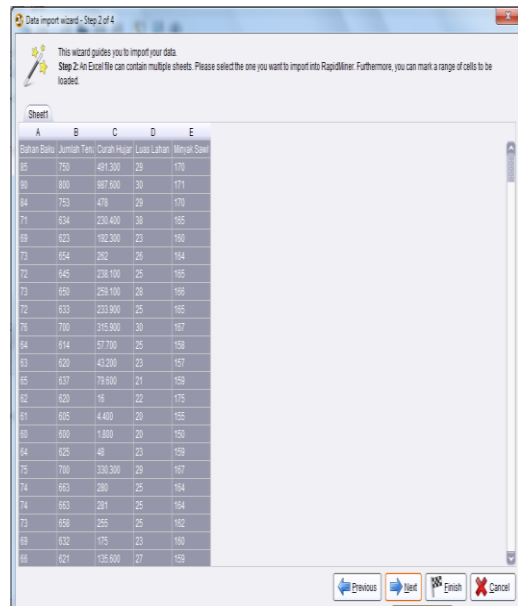 Data import wizard - Step 2 of 4
This wizard guides you to import your data.
Step 2: An Excel file can contain multiple sheets. Please select the one you want to import into RapidMiner. Furthermore, you can mark a range of cells to be
loaded.
Sheet1
A B C D E
Bahan Baku Jumlah Tena Curah Hujan Luas Lahan Minyak Sawi
85 750 491.300 29 170
90 800 987.600 30 171
84 753 478 29 170
71 634 230.400 38 165
69 623 192.300 23 160
73 654 262 26 164
72 645 238.100 25 165
73 650 259.100 28 166
72 633 233.900 25 165
76 700 315.900 30 167
64 614 57.700 25 158
63 620 43.200 23 157
65 637 79.600 21 159
62 620 16 22 175
61 605 4.400 20 155
60 600 1.800 20 150
64 625 48 23 159
75 700 330.300 29 167
74 663 280 25 164
74 663 281 25 164
73 658 255 25 162
69 632 175 23 160
66 621 135.600 27 159
Previous Next Finish Cancel